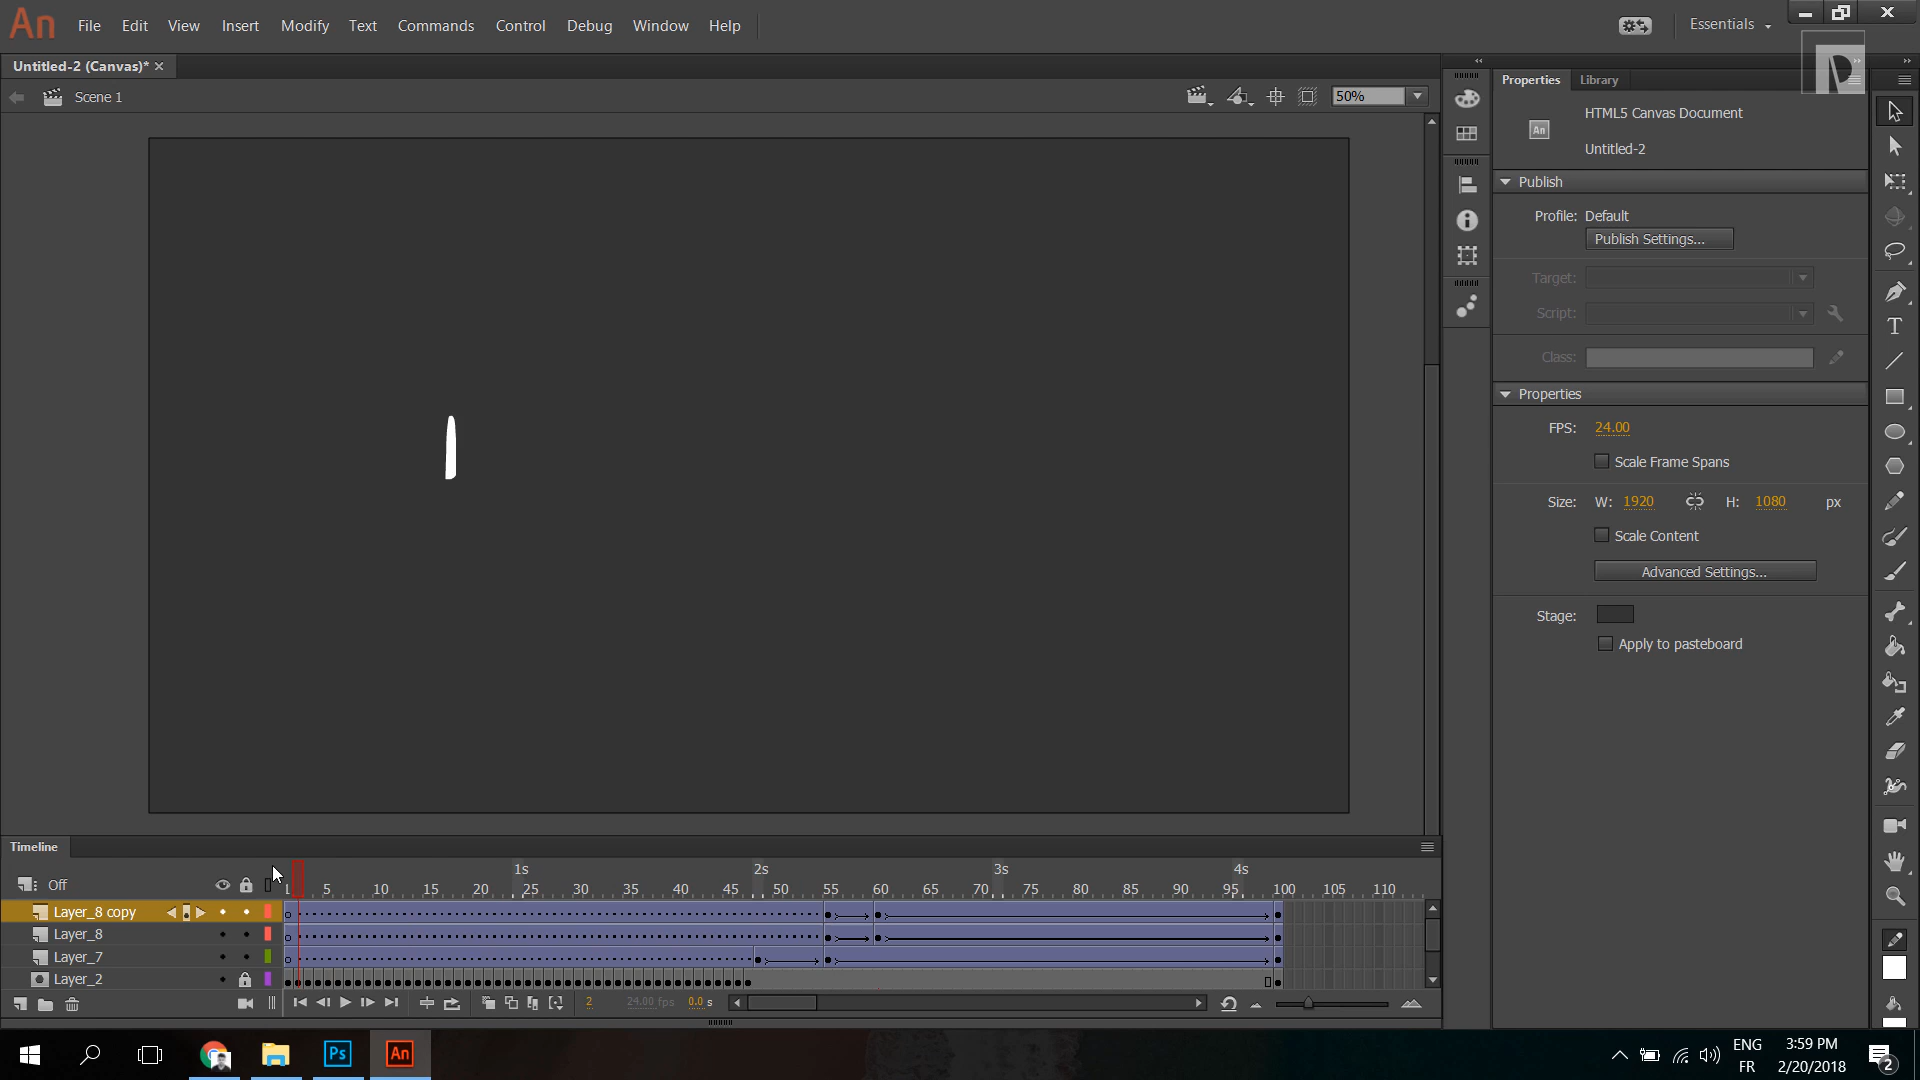 An File Edit View Insert Modify Text Commands Control Debug Window Help Essentials
Untitled-2 (Canvas)*
Scene 1 50%
Properties Library
HTML5 Canvas Document
An
Untitled-2
Publish
Profile: Default
Publish Settings...
Target:
Script:
Class:
Properties
FPS: 24.00
Scale Frame Spans
Size: W: 1920 H: 1080 px
Scale Content
Advanced Settings...
Stage:
Apply to pasteboard
Timeline
1s 2s 3s 4s
Off 1 5 10 15 20 25 30 35 40 45 50 55 60 65 70 75 80 85 90 95 100 105 110
Layer_8 copy
Layer_8
Layer_7
Layer_2
2 24.00 fps 0.0 s
Ps An
ENG 3:59 PM
FR 2/20/2018 2